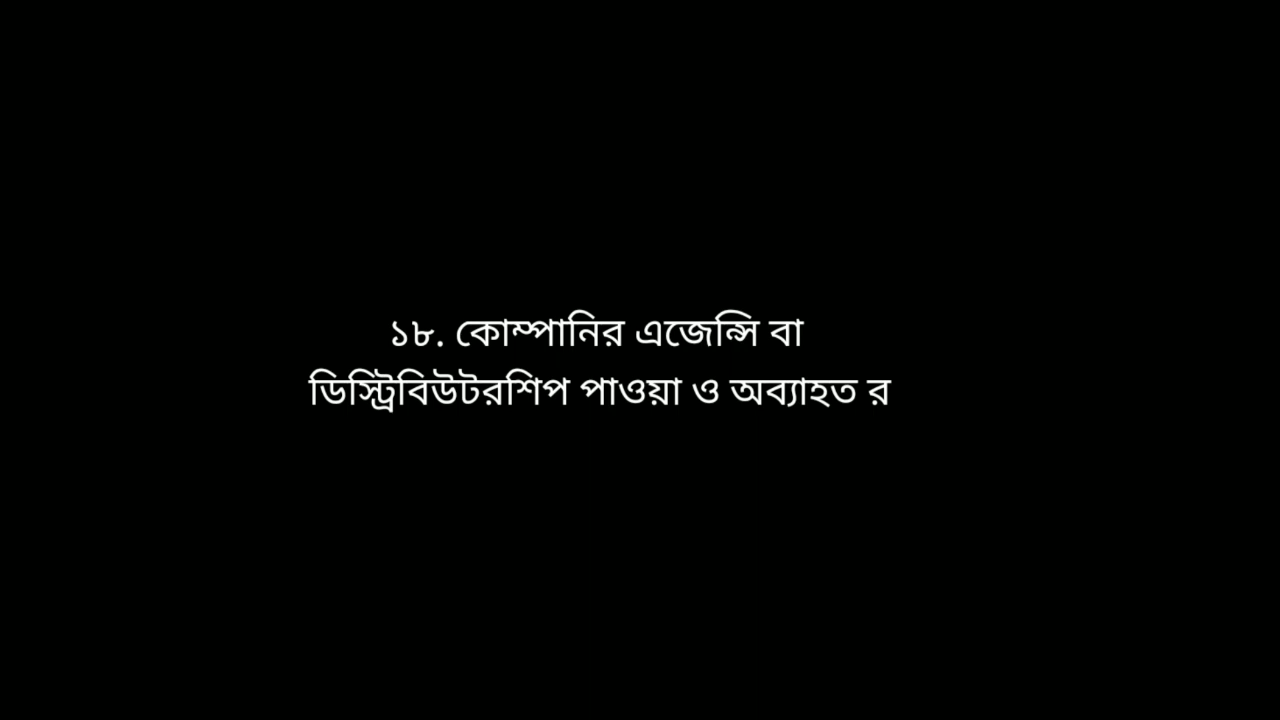 ১৮. কোম্পানির এজেন্সি বা
ডিস্ট্রিবিউটরশিপ পাওয়া ও অব্যাহত র